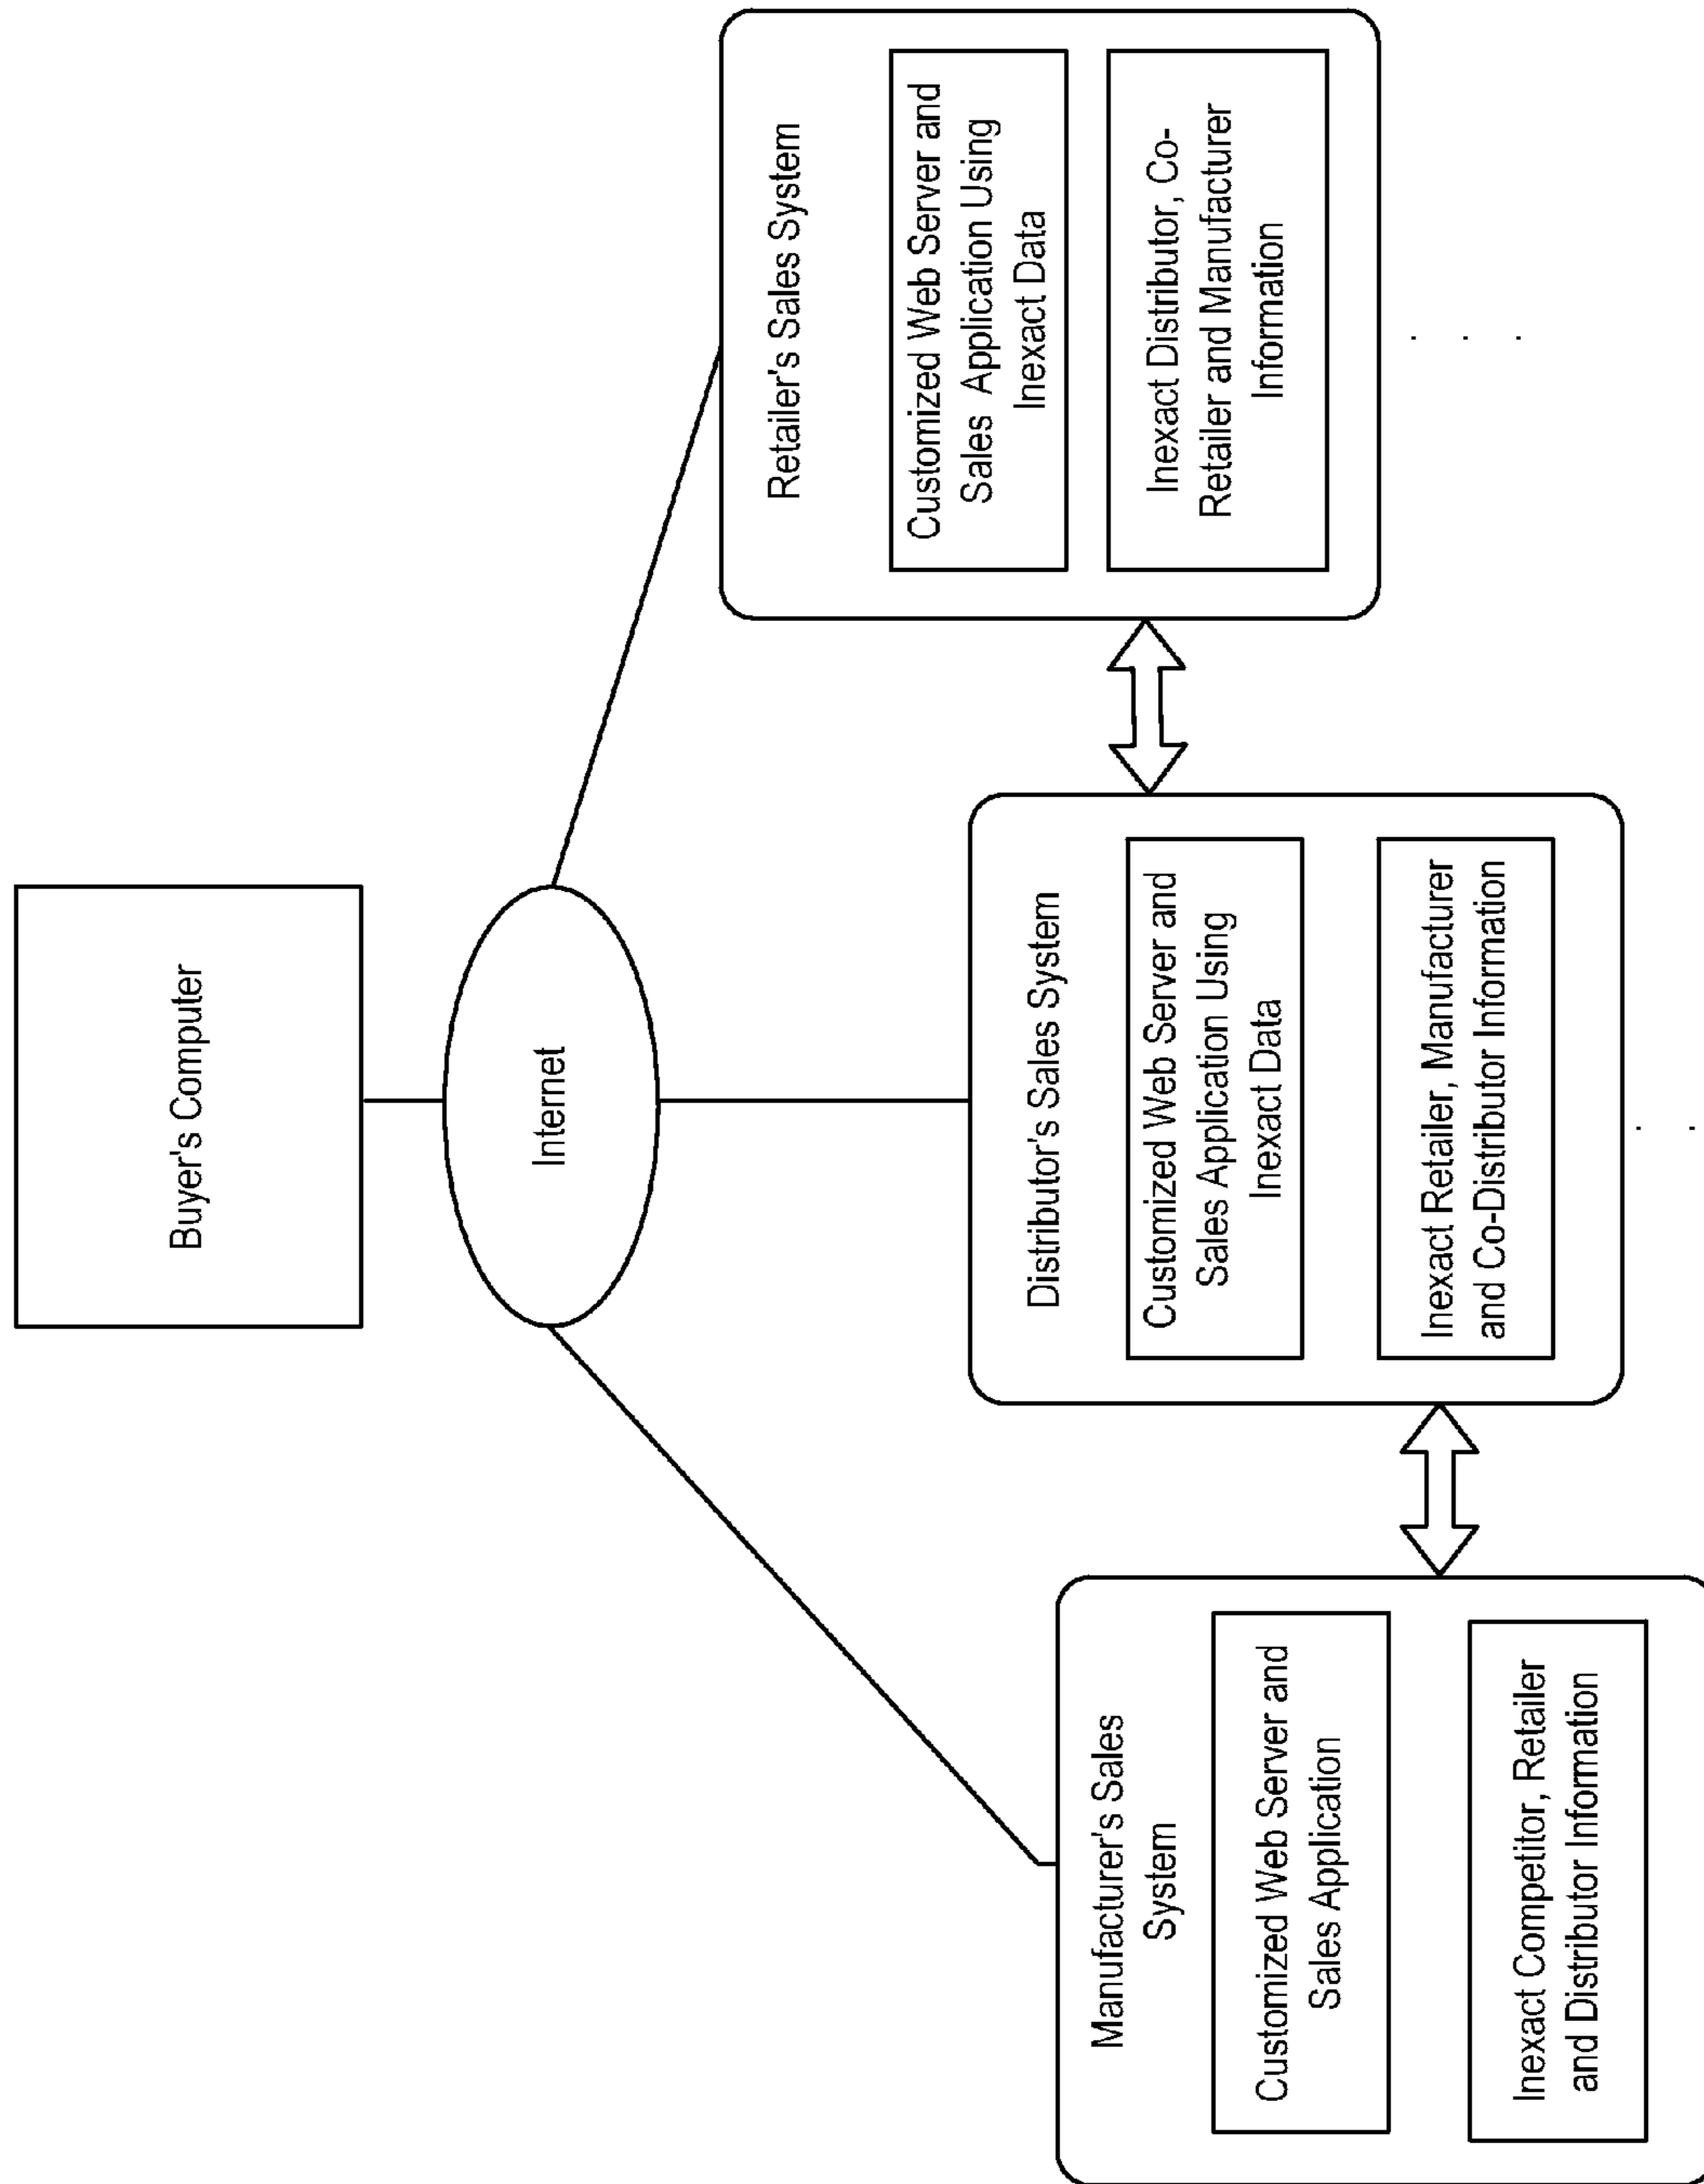 Buyer's Computer
Internet
Manufacturer's Sales
System
Customized Web Server and
Sales Application
Inexact Competitor, Retailer
and Distributor Information
Distributor's Sales System
Customized Web Server and
Sales Application Using
Inexact Data
Inexact Retailer, Manufacturer
and Co-Distributor Information
Retailer's Sales System
Customized Web Server and
Sales Application Using
Inexact Data
Inexact Distributor, Co-
Retailer and Manufacturer
Information